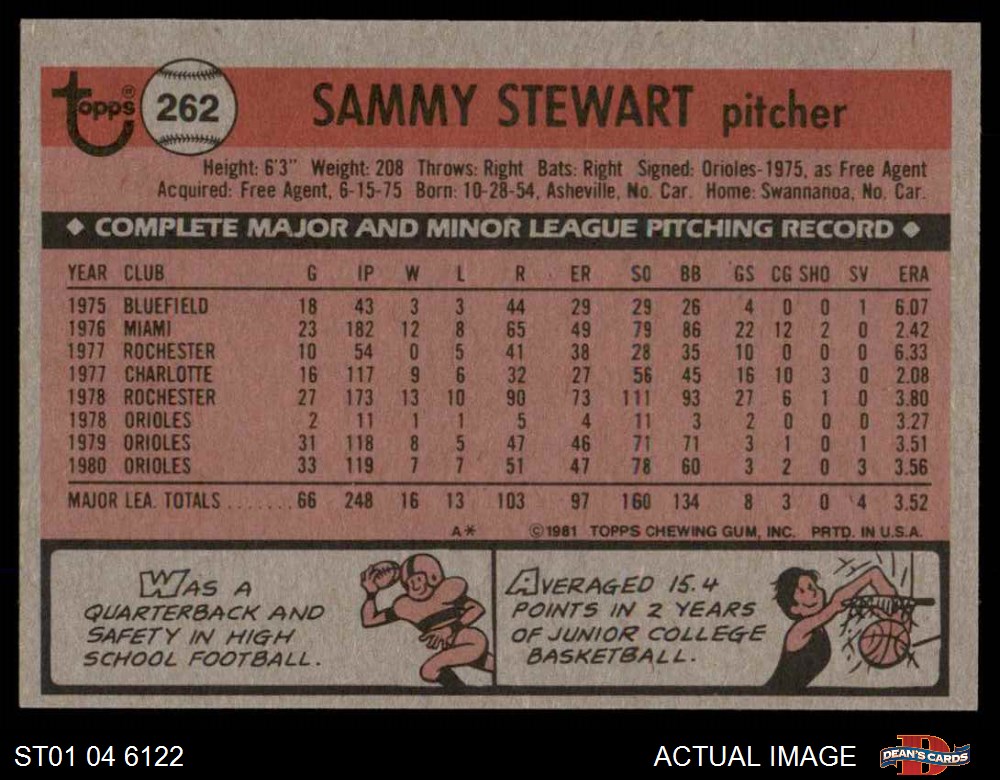 topps®
262
SAMMY STEWART pitcher
Height: 6'3" Weight: 208 Throws: Right Bats: Right Signed: Orioles-1975, as Free Agent
Acquired: Free Agent, 6-15-75 Born: 10-28-54, Asheville, No. Car. Home: Swannanoa, No. Car.
◆ COMPLETE MAJOR AND MINOR LEAGUE PITCHING RECORD ◆
YEAR CLUB G IP W L R ER SO BB GS CG SHO SV ERA
1975 BLUEFIELD 18 43 3 3 44 29 29 26 4 0 0 1 6.07
1976 MIAMI 23 182 12 8 65 49 79 86 22 12 2 0 2.42
1977 ROCHESTER 10 54 0 5 41 38 28 35 10 0 0 0 6.33
1977 CHARLOTTE 16 117 9 6 32 27 56 45 16 10 3 0 2.08
1978 ROCHESTER 27 173 13 10 90 73 111 93 27 6 1 0 3.80
1978 ORIOLES 2 11 1 1 5 4 11 3 2 0 0 0 3.27
1979 ORIOLES 31 118 8 5 47 46 71 71 3 1 0 1 3.51
1980 ORIOLES 33 119 7 7 51 47 78 60 3 2 0 3 3.56
MAJOR LEA. TOTALS ....... 66 248 16 13 103 97 160 134 8 3 0 4 3.52
A* ©1981 TOPPS CHEWING GUM, INC. PRTD. IN U.S.A.
WAS A
QUARTERBACK AND
SAFETY IN HIGH
SCHOOL FOOTBALL.
AVERAGED 15.4
POINTS IN 2 YEARS
OF JUNIOR COLLEGE
BASKETBALL.
ST01 04 6122
ACTUAL IMAGE
DEAN'S CARDS